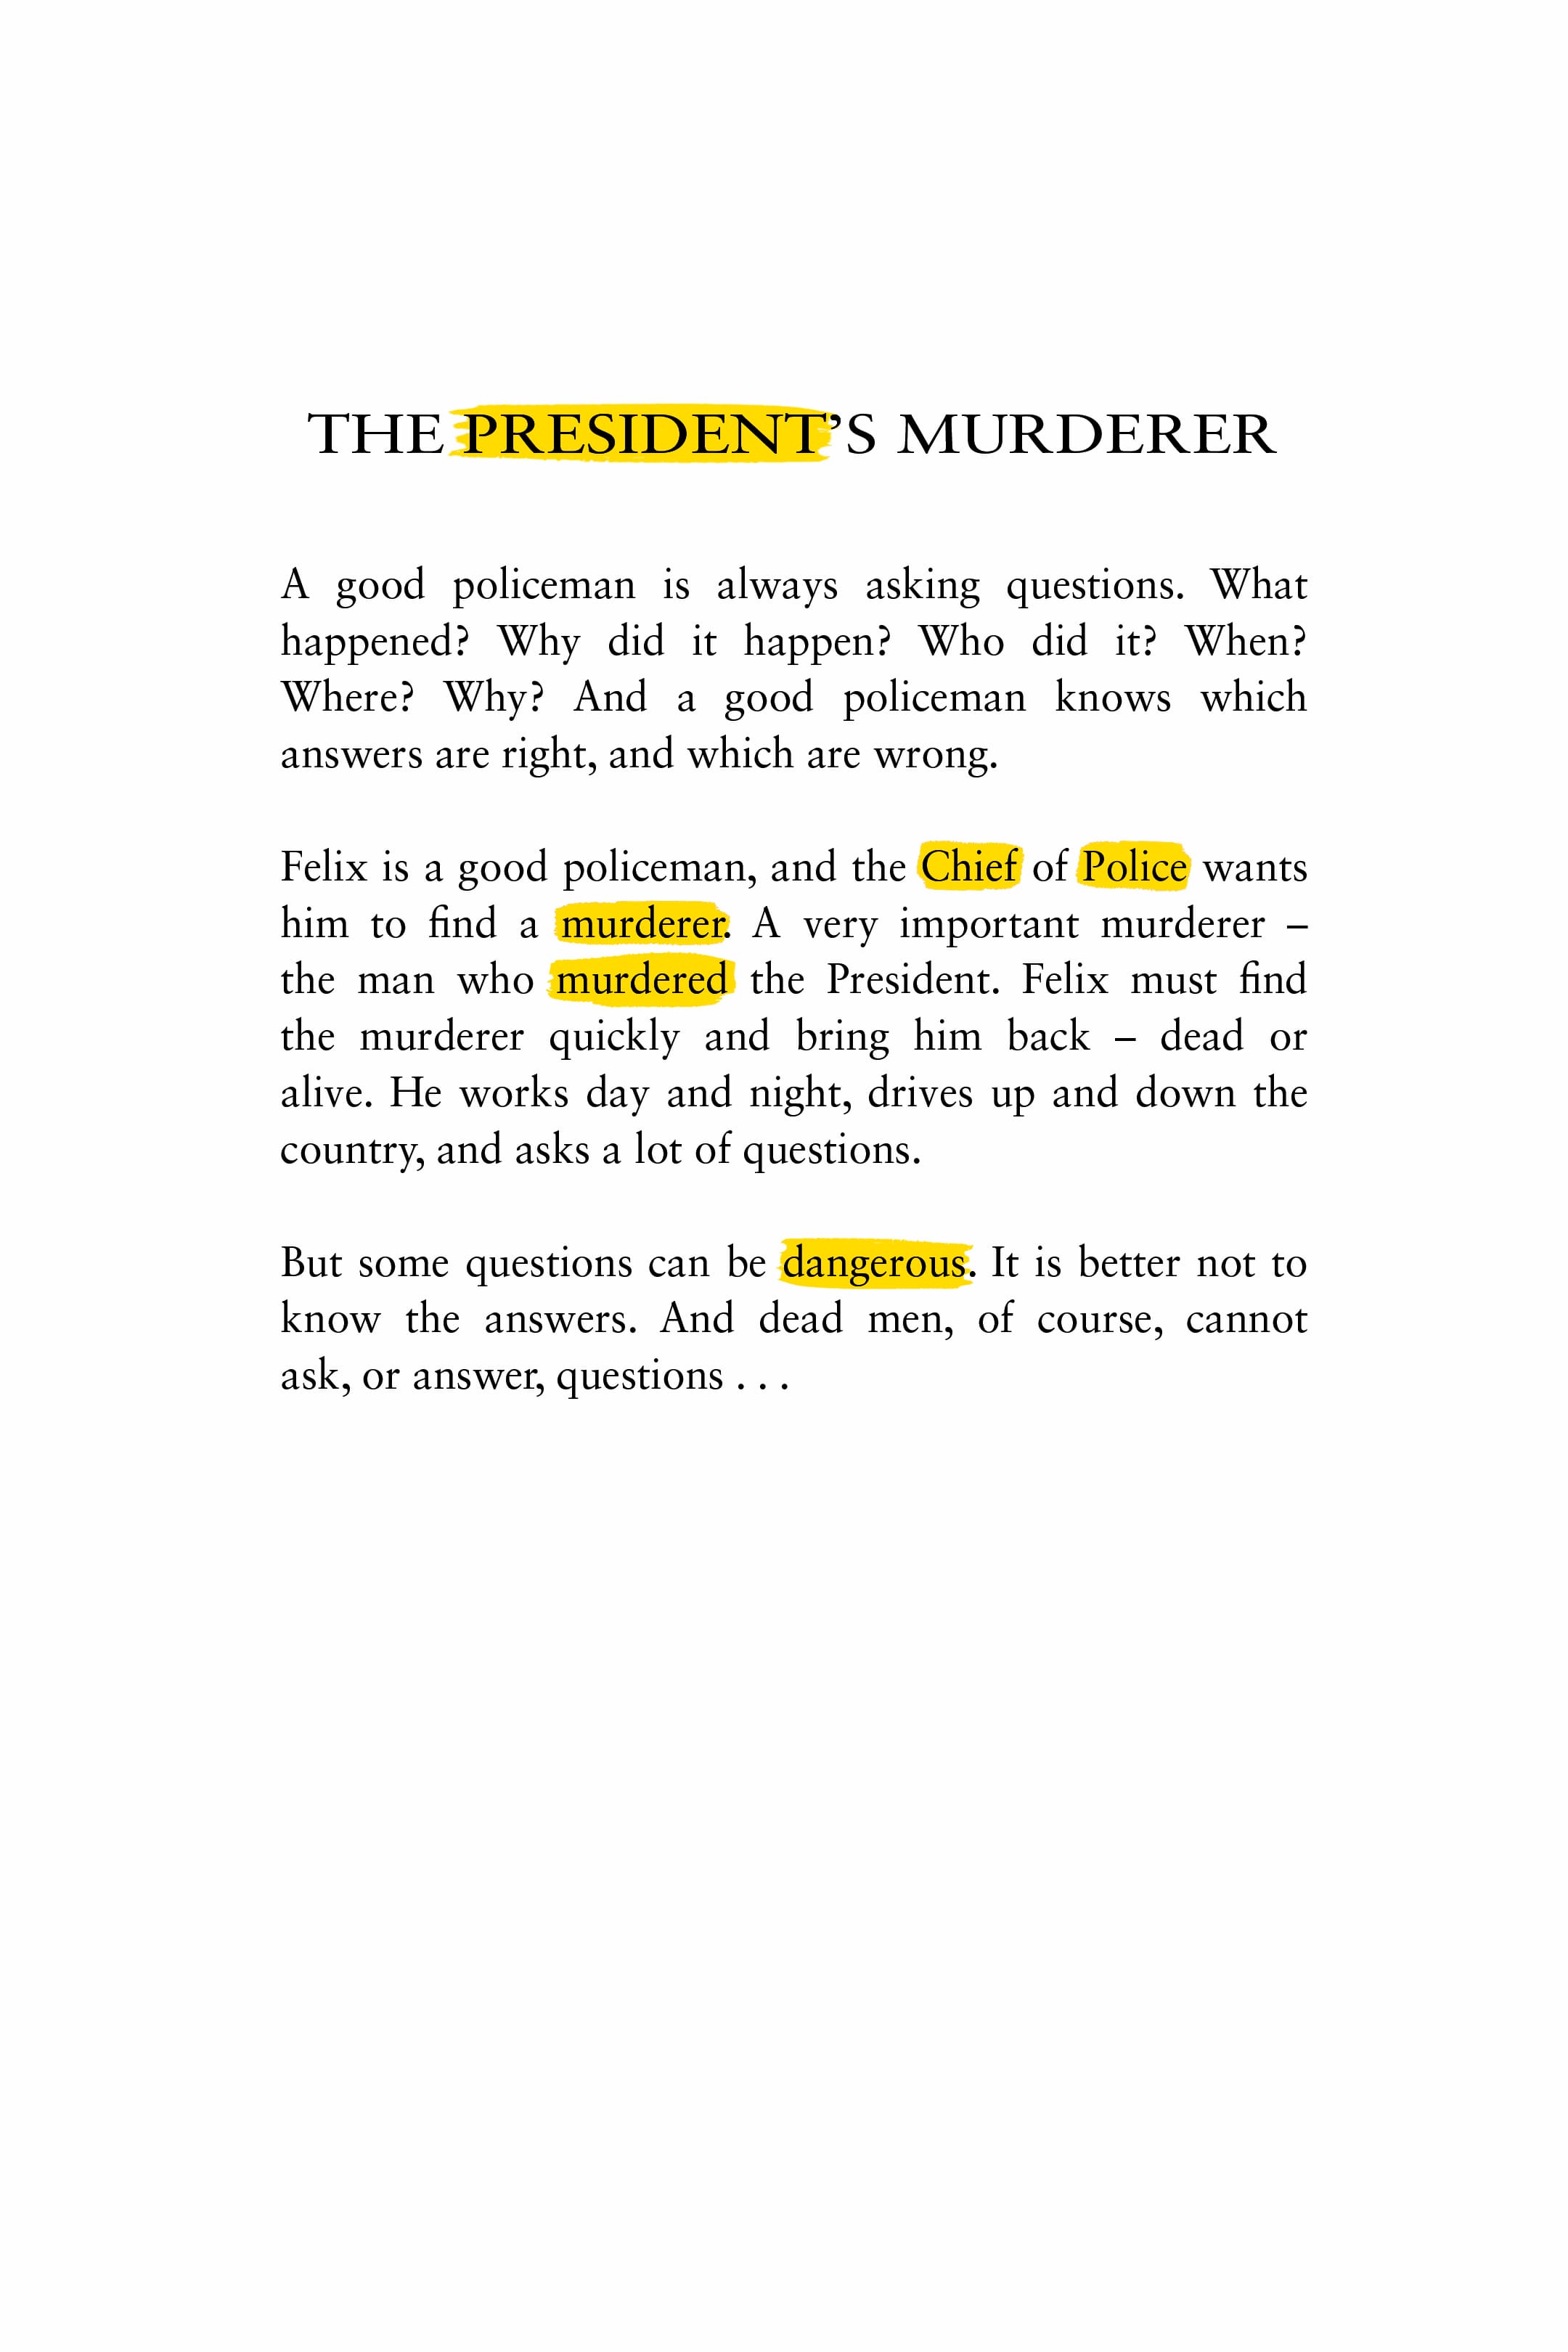 THE PRESIDENT’S MURDERER
A good policeman is always asking questions. What
happened? Why did it happen? Who did it? When?
Where? Why? And a good policeman knows which
answers are right, and which are wrong.
Felix is a good policeman, and the Chief of Police wants
him to find a murderer. A very important murderer –
the man who murdered the President. Felix must find
the murderer quickly and bring him back – dead or
alive. He works day and night, drives up and down the
country, and asks a lot of questions.
But some questions can be dangerous. It is better not to
know the answers. And dead men, of course, cannot
ask, or answer, questions . . .